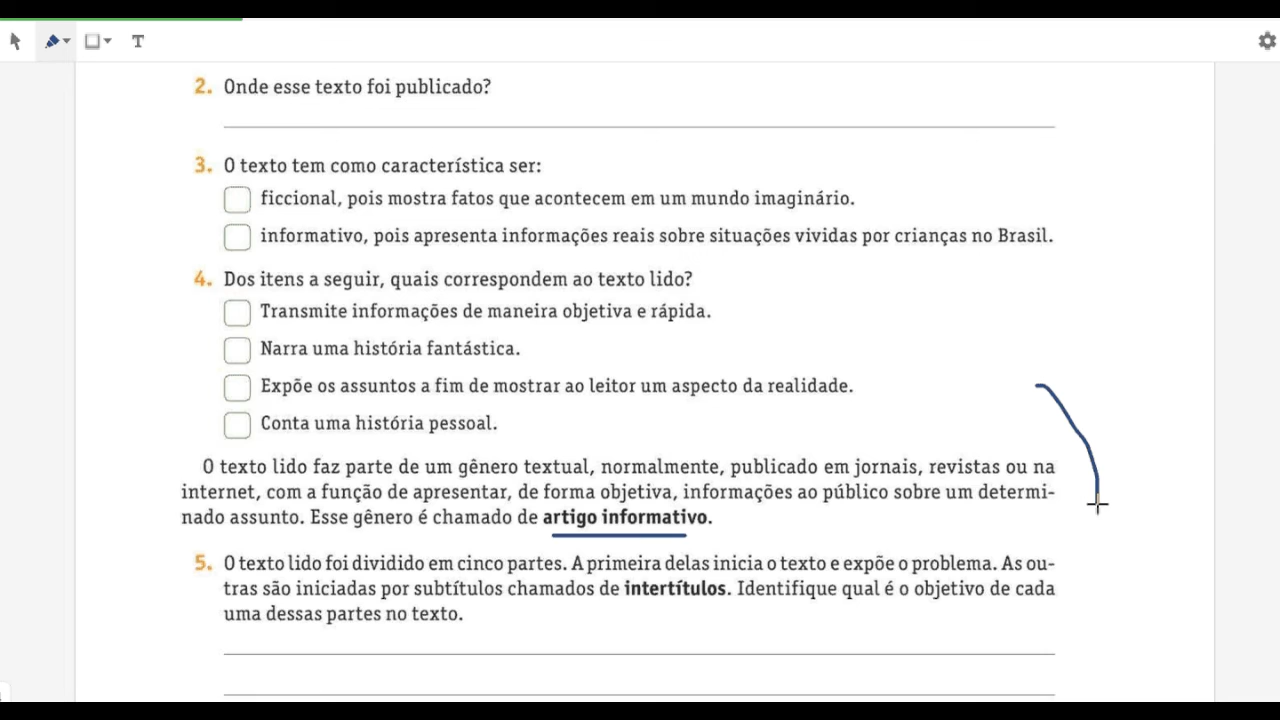 T
2. Onde esse texto foi publicado?
3. O texto tem como característica ser:
ficcional, pois mostra fatos que acontecem em um mundo imaginário.
informativo, pois apresenta informações reais sobre situações vividas por crianças no Brasil.
4. Dos itens a seguir, quais correspondem ao texto lido?
Transmite informações de maneira objetiva e rápida.
Narra uma história fantástica.
Expõe os assuntos a fim de mostrar ao leitor um aspecto da realidade.
Conta uma história pessoal.
O texto lido faz parte de um gênero textual, normalmente, publicado em jornais, revistas ou na
internet, com a função de apresentar, de forma objetiva, informações ao público sobre um determi-
nado assunto. Esse gênero é chamado de artigo informativo.
5. O texto lido foi dividido em cinco partes. A primeira delas inicia o texto e expõe o problema. As ou-
tras são iniciadas por subtítulos chamados de intertítulos. Identifique qual é o objetivo de cada
uma dessas partes no texto.